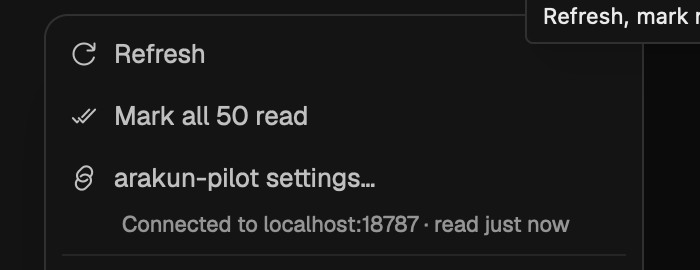 Refresh, mark
Refresh
Mark all 50 read
arakun-pilot settings…
Connected to localhost:18787 · read just now